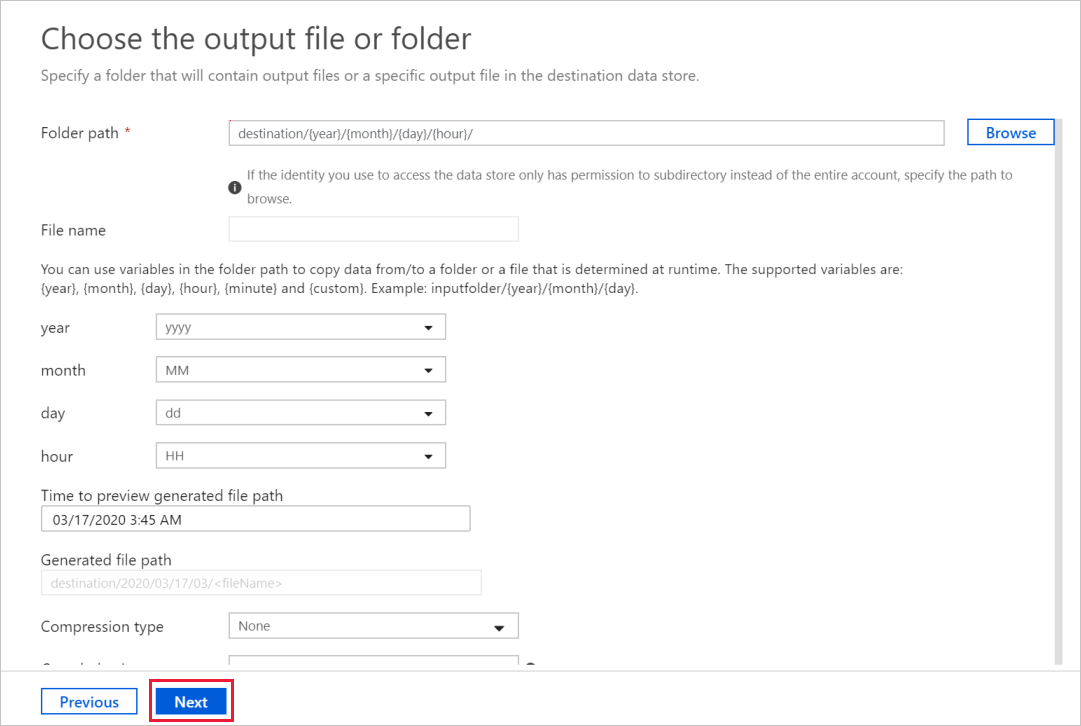 Choose the output file or folder
Specify a folder that will contain output files or a specific output file in the destination data store.
Folder path *
destination/{year}/{month}/{day}/{hour}/
Browse
If the identity you use to access the data store only has permission to subdirectory instead of the entire account, specify the path to
browse.
File name
You can use variables in the folder path to copy data from/to a folder or a file that is determined at runtime. The supported variables are:
{year}, {month}, {day}, {hour}, {minute} and {custom}. Example: inputfolder/{year}/{month}/{day}.
year
yyyy
month
MM
day
dd
hour
HH
Time to preview generated file path
03/17/2020 3:45 AM
Generated file path
destination/2020/03/17/03/<fileName>
Compression type
None
Previous
Next